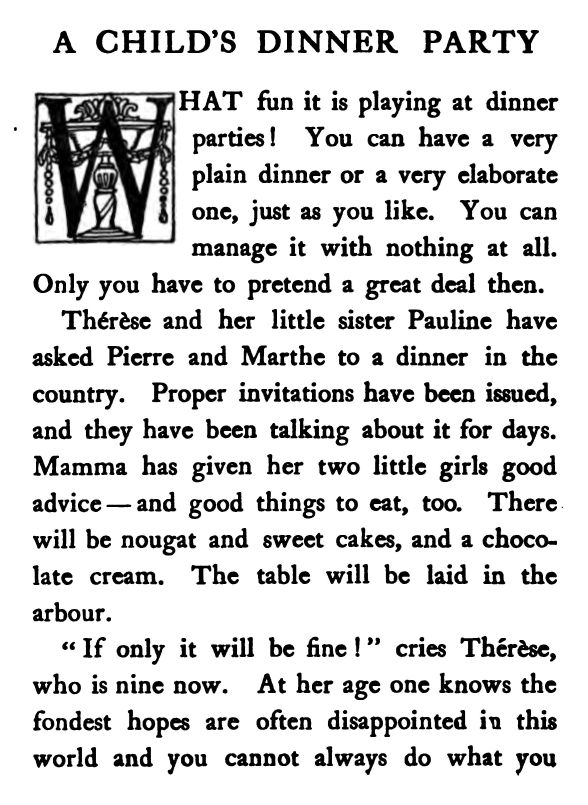 A CHILD'S DINNER PARTY
WHAT fun it is playing at dinner
parties! You can have a very
plain dinner or a very elaborate
one, just as you like. You can
manage it with nothing at all.
Only you have to pretend a great deal then.
Thérèse and her little sister Pauline have
asked Pierre and Marthe to a dinner in the
country. Proper invitations have been issued,
and they have been talking about it for days.
Mamma has given her two little girls good
advice — and good things to eat, too. There
will be nougat and sweet cakes, and a choco-
late cream. The table will be laid in the
arbour.
“If only it will be fine!” cries Thérèse,
who is nine now. At her age one knows the
fondest hopes are often disappointed in this
world and you cannot always do what you